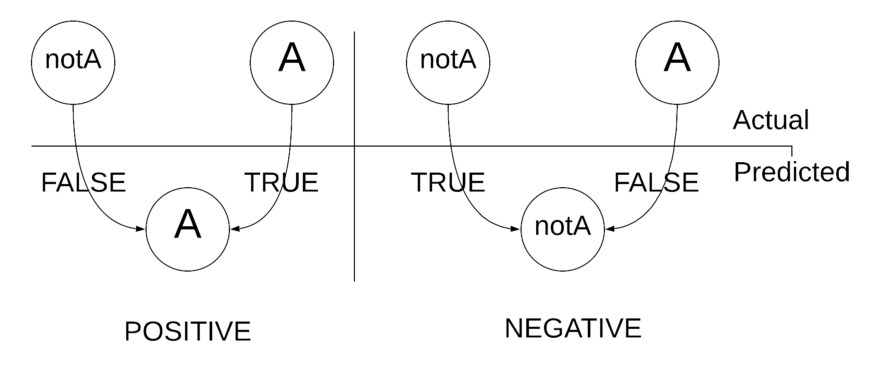 notA
A
notA
A
Actual
Predicted
FALSE
TRUE
TRUE
FALSE
A
notA
POSITIVE
NEGATIVE